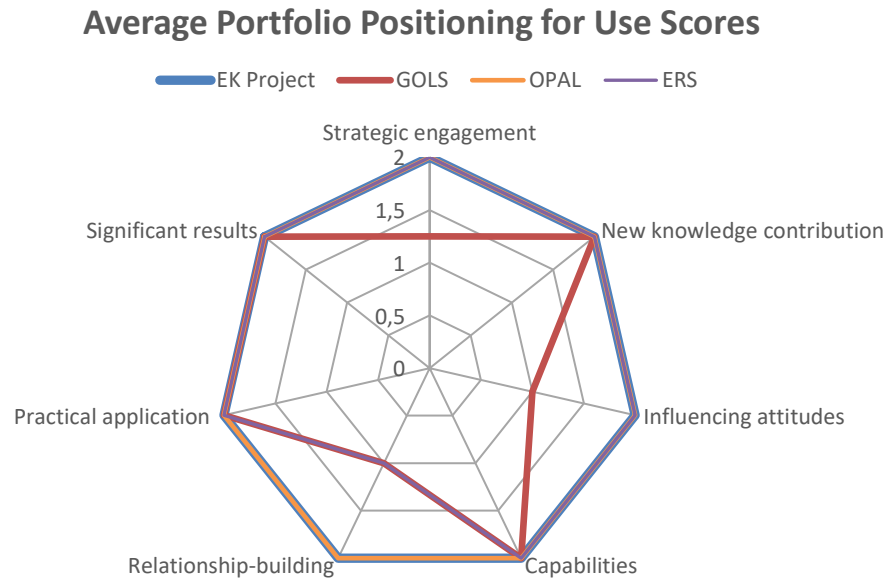 Average Portfolio Positioning for Use Scores
EK Project GOLS OPAL ERS
Strategic engagement
2
1,5
1
0,5
0
Significant results
New knowledge contribution
Practical application
Influencing attitudes
Relationship-building
Capabilities